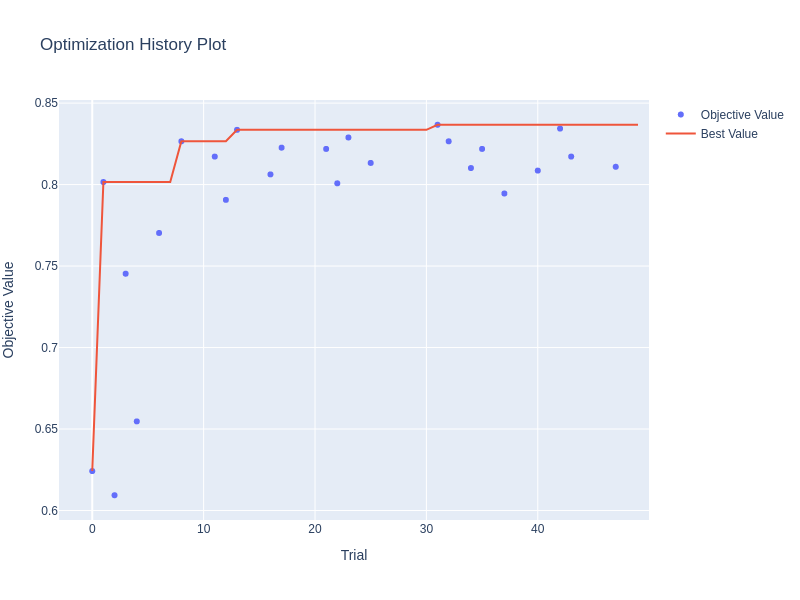 Optimization History Plot
Objective Value
Best Value
0.85
0.8
0.75
0.7
0.65
0.6
Objective Value
0
10
20
30
40
Trial